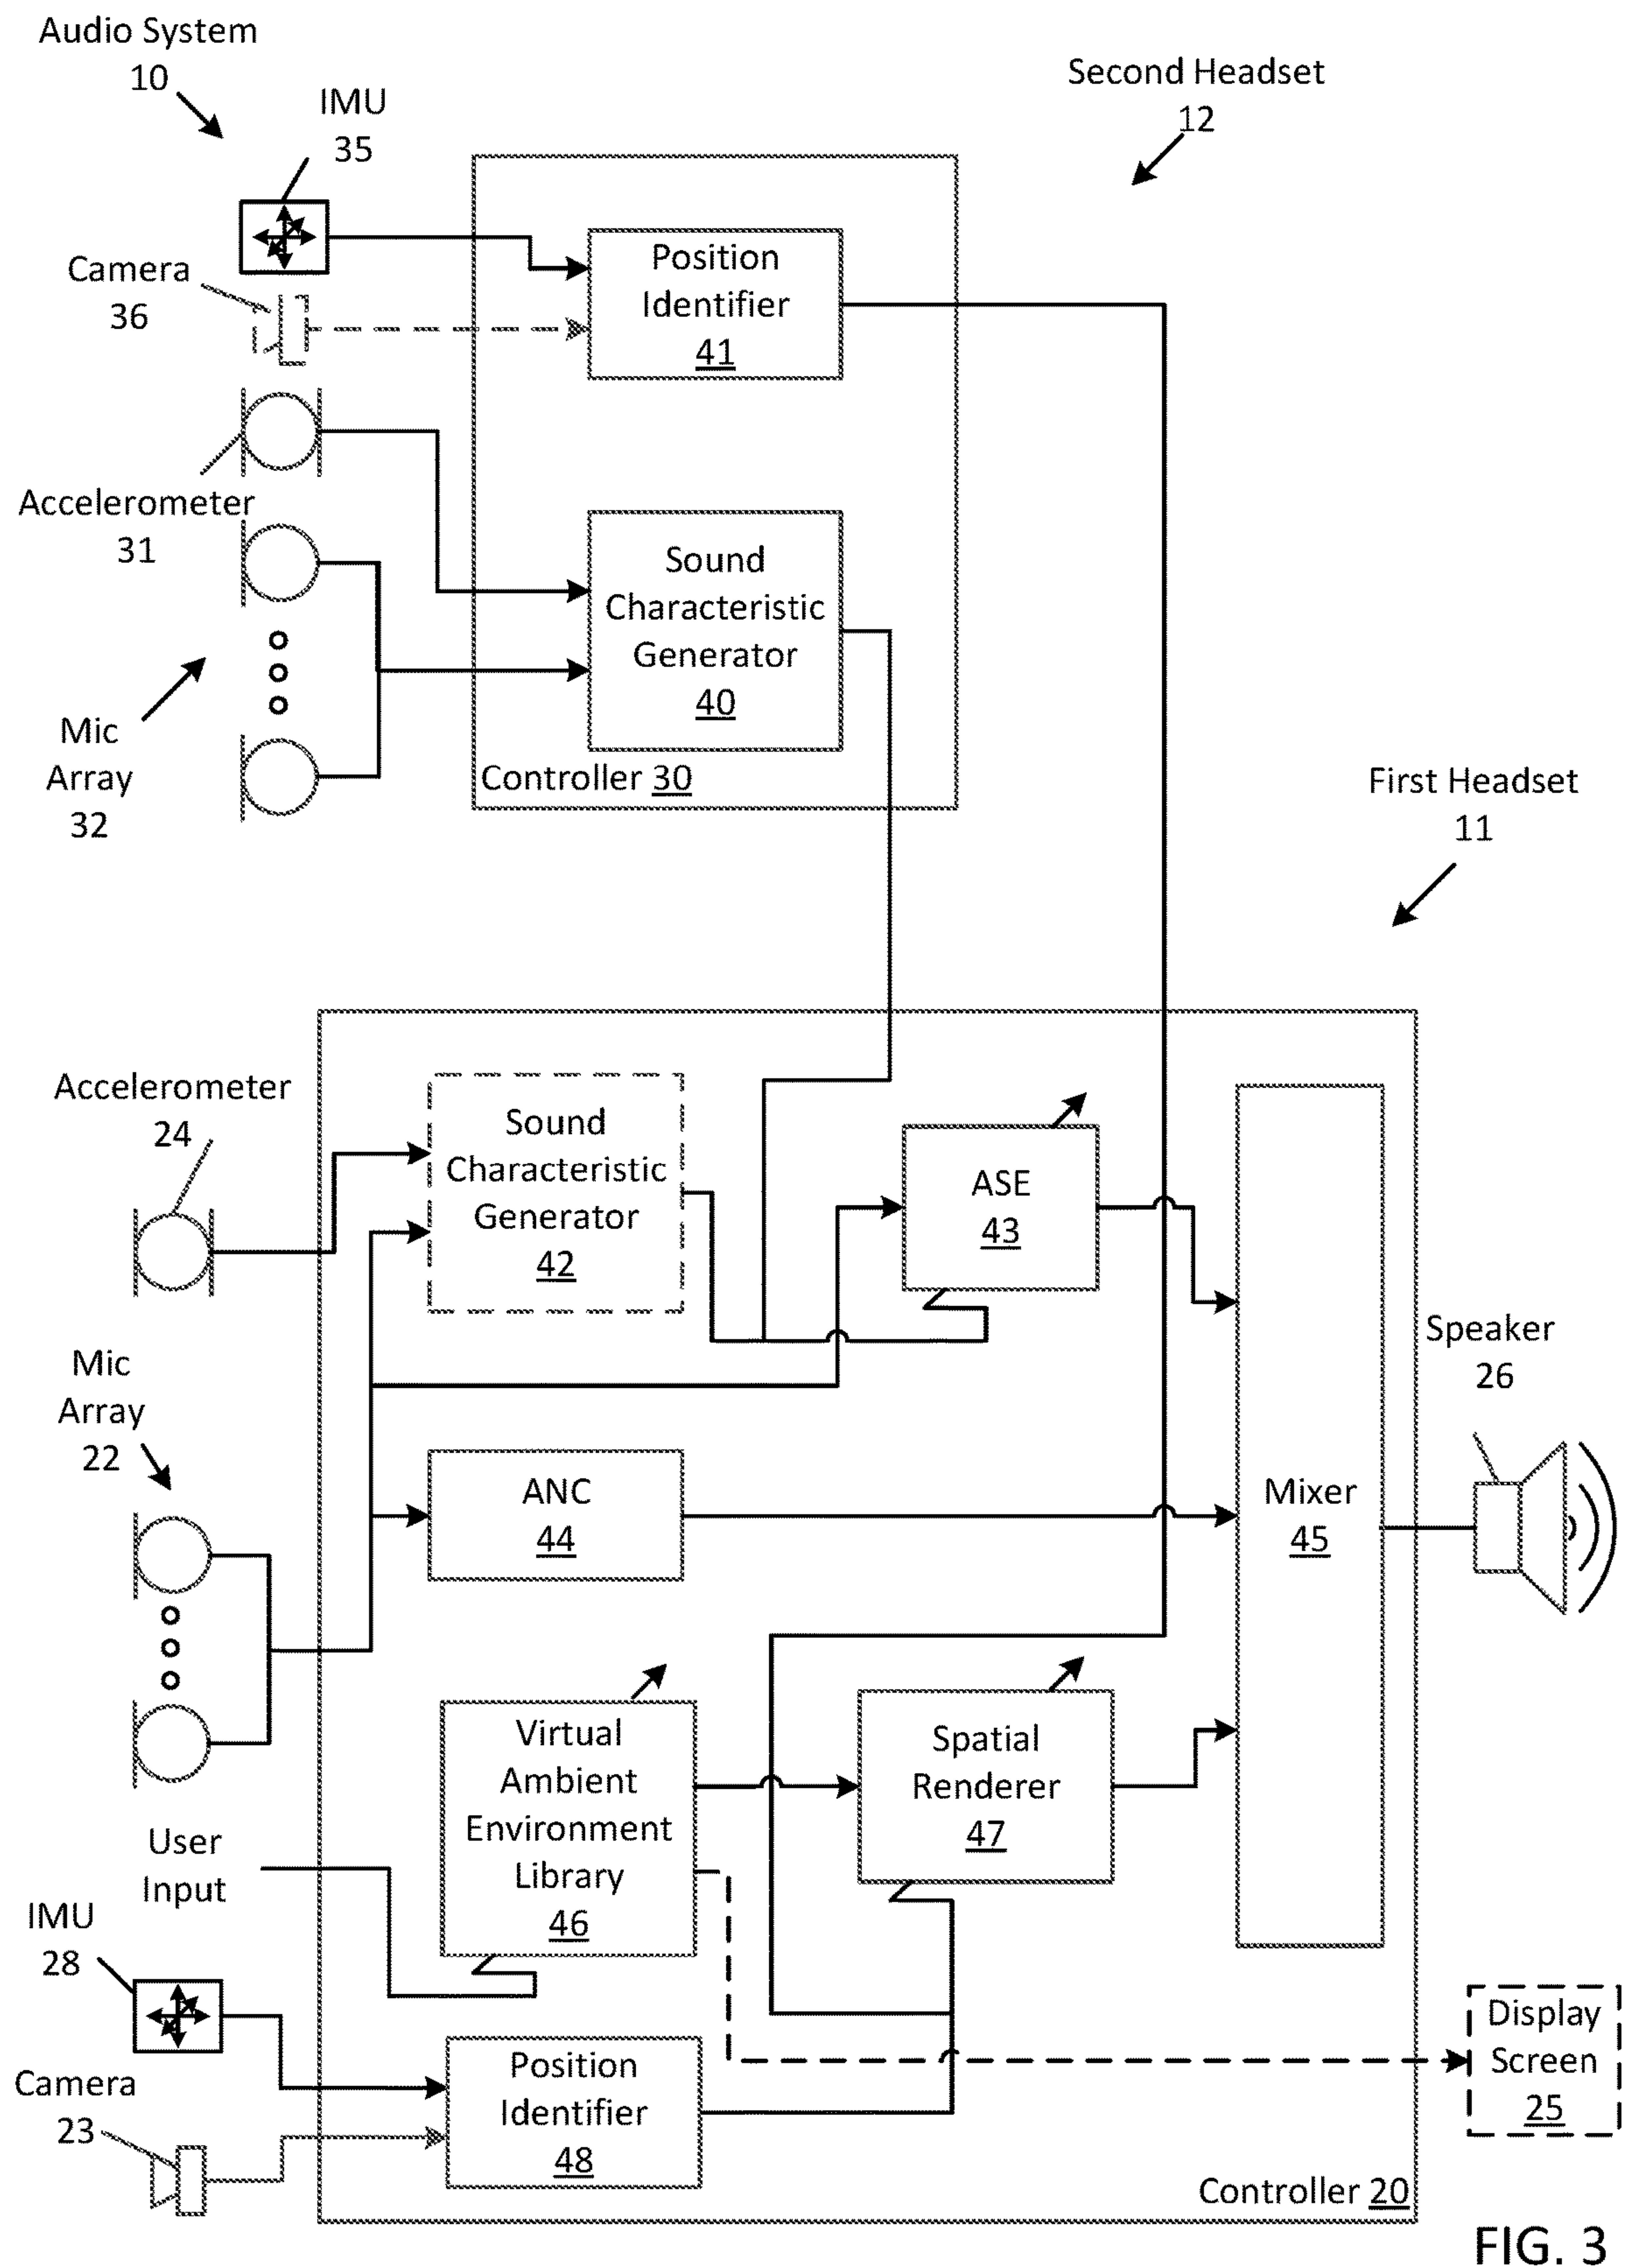 Audio System
10
IMU
35
Second Headset
12
Camera
36
Position
Identifier
41
Accelerometer
31
Sound
Characteristic
Generator
40
Mic
Array
32
Controller 30
First Headset
11
Accelerometer
24
Sound
Characteristic
Generator
42
ASE
43
Mic
Array
22
Speaker
26
ANC
44
Mixer
45
Virtual
Ambient
Environment
Library
46
Spatial
Renderer
47
User
Input
IMU
28
Display
Screen
25
Camera
23
Position
Identifier
48
Controller 20
FIG. 3